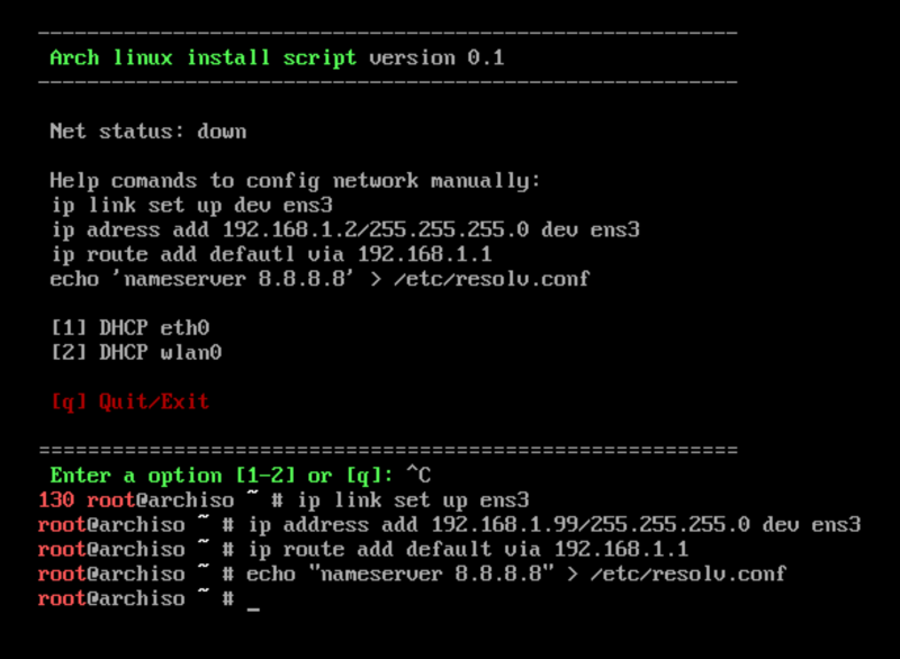 ------------------------------------------------------------
Arch linux install script version 0.1
------------------------------------------------------------
Net status: down
Help comands to config network manually:
ip link set up dev ens3
ip adress add 192.168.1.2/255.255.255.0 dev ens3
ip route add defautl via 192.168.1.1
echo 'nameserver 8.8.8.8' > /etc/resolv.conf
[1] DHCP eth0
[2] DHCP wlan0
[q] Quit/Exit
============================================================
Enter a option [1-2] or [q]: ^C
130 root@archiso ~ # ip link set up ens3
root@archiso ~ # ip address add 192.168.1.99/255.255.255.0 dev ens3
root@archiso ~ # ip route add default via 192.168.1.1
root@archiso ~ # echo "nameserver 8.8.8.8" > /etc/resolv.conf
root@archiso ~ # _